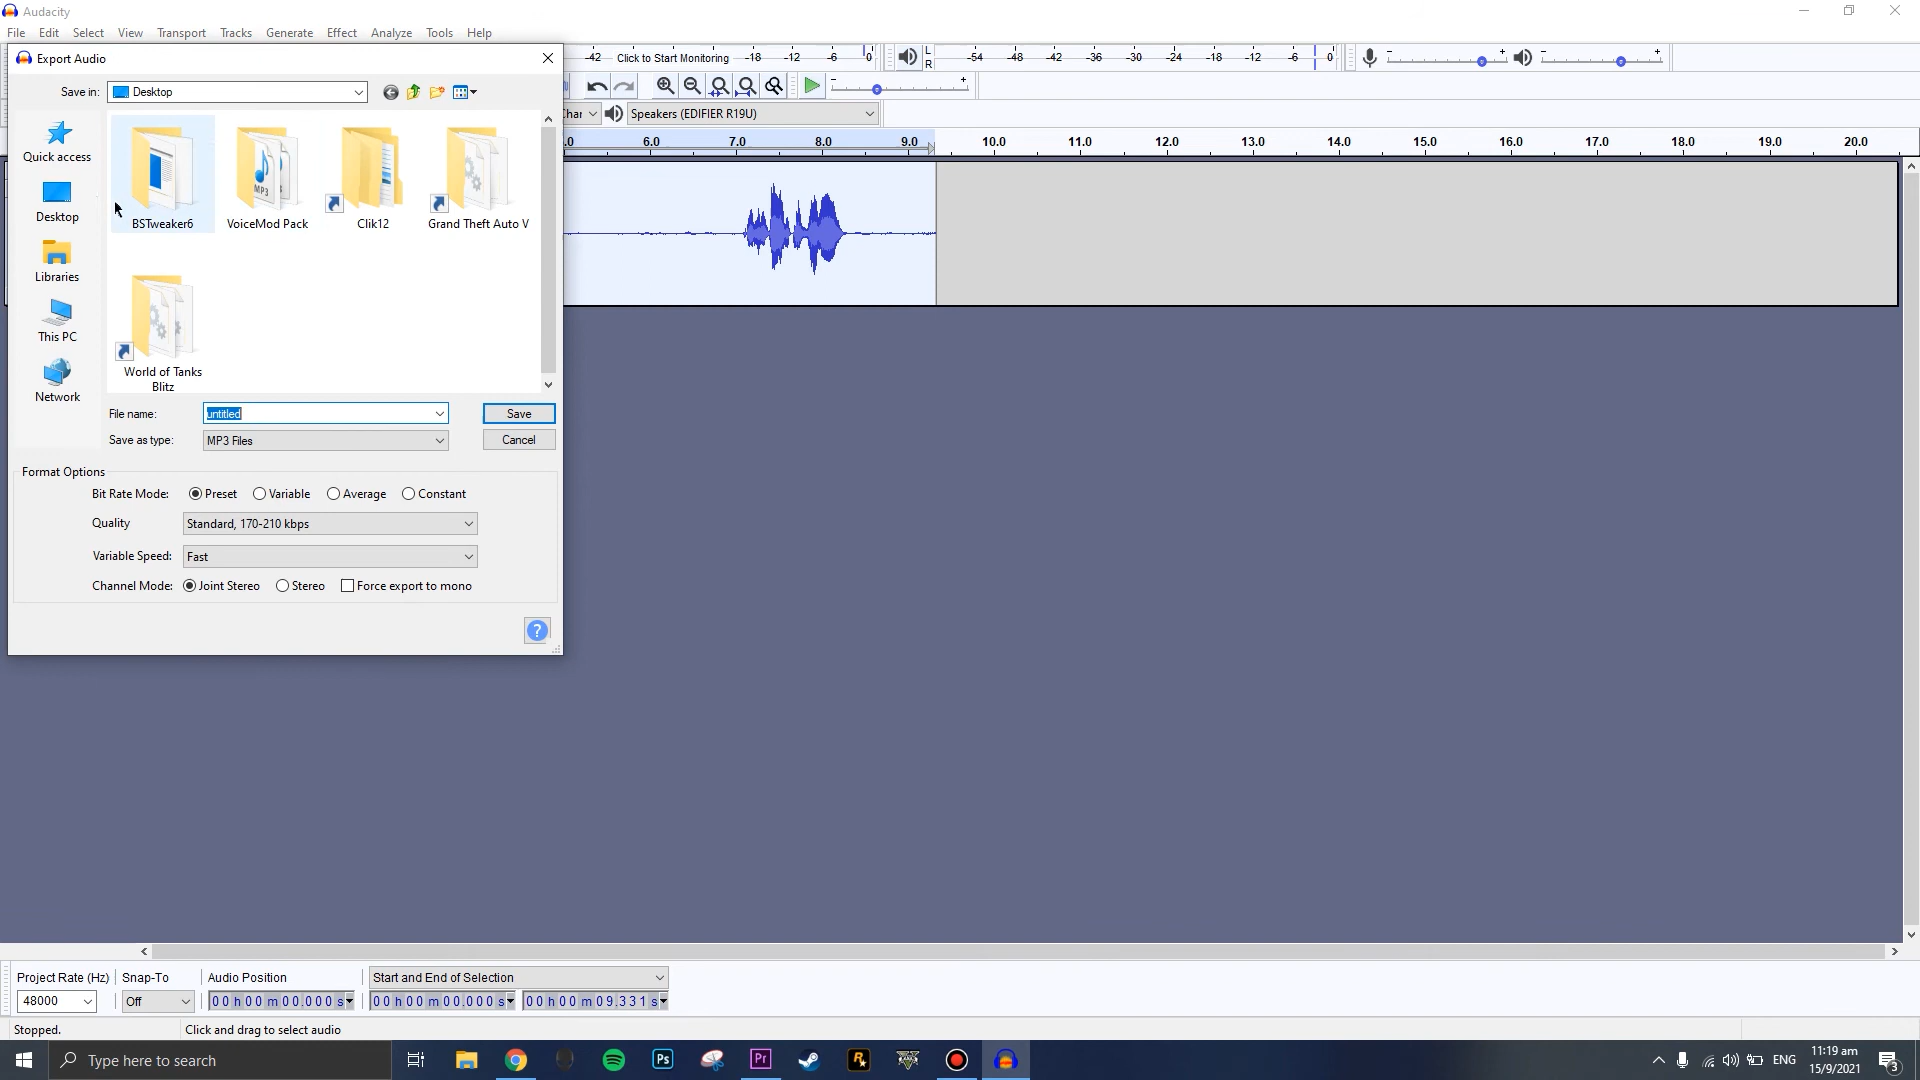 Audacity
File Edit Select View Transport Tracks Generate Effect Analyze Tools Help
Export Audio
-42 Click to Start Monitoring -18 -12 -6 0 L R -54 -48 -42 -36 -30 -24 -18 -12 -6 0
Save in: Desktop
Speakers (EDIFIER R19U)
.0 6.0 7.0 8.0 9.0 10.0 11.0 12.0 13.0 14.0 15.0 16.0 17.0 18.0 19.0 20.0
Quick access
Desktop
Libraries
This PC
Network
MP3
BSTweaker6 VoiceMod Pack Clik12 Grand Theft Auto V
World of Tanks
Blitz
File name: untitled Save
Save as type: MP3 Files Cancel
Format Options
Bit Rate Mode: Preset Variable Average Constant
Quality Standard, 170-210 kbps
Variable Speed: Fast
Channel Mode: Joint Stereo Stereo Force export to mono
?
Project Rate (Hz) Snap-To Audio Position Start and End of Selection
48000 Off 00 h 00 m 00.000 s 00 h 00 m 00.000 s 00 h 00 m 09.331 s
Stopped. Click and drag to select audio
Type here to search
Ps Pr R
ENG
11:19 am
15/9/2021
3